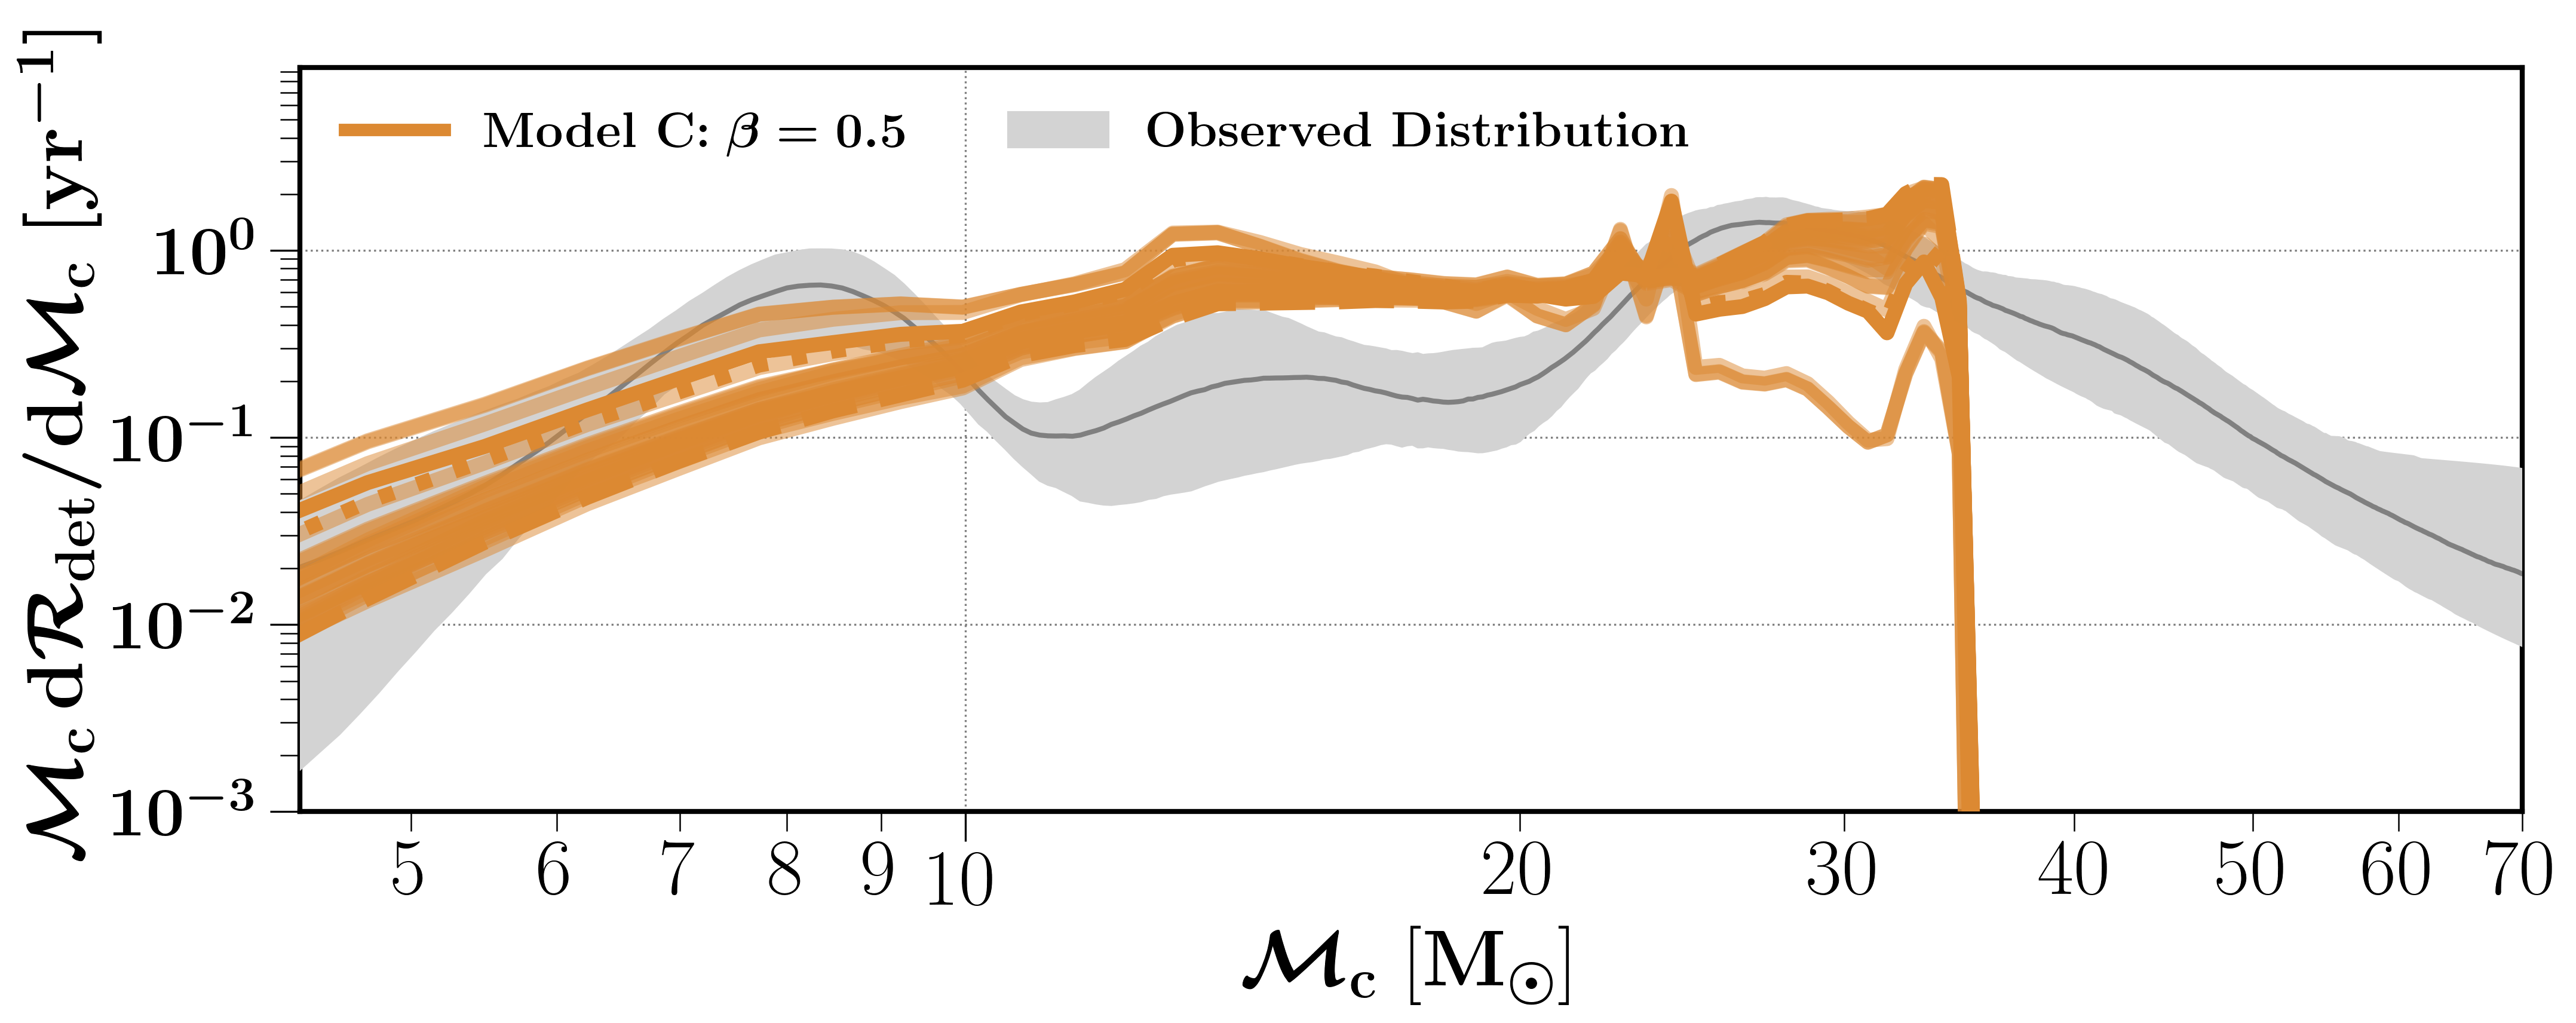 ℳc dℛdet/dℳc [yr−1]
Model C: β = 0.5
Observed Distribution
10^0
10^−1
10^−2
10^−3
5 6 7 8 9 10 20 30 40 50 60 70
ℳc [M⊙]